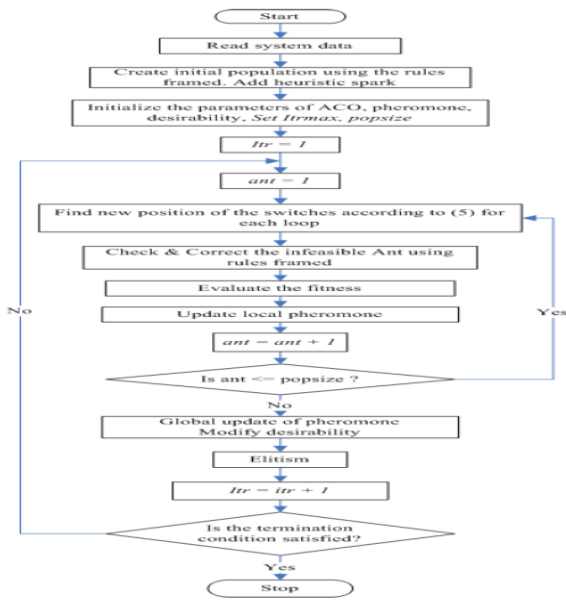 Start
Read system data
Create initial population using the rules
framed. Add heuristic spark
Initialize the parameters of ACO, pheromone,
desirability, Set Itrmax, popsize
Itr = 1
ant = 1
Find new position of the switches according to (5) for
each loop
Check & Correct the infeasible Ant using
rules framed
Evaluate the fitness
Update local pheromone
ant = ant + 1
Is ant <= popsize ?
Yes
No
Global update of pheromone
Modify desirability
Elitism
Itr = itr + 1
Is the termination
condition satisfied?
No
Yes
Stop